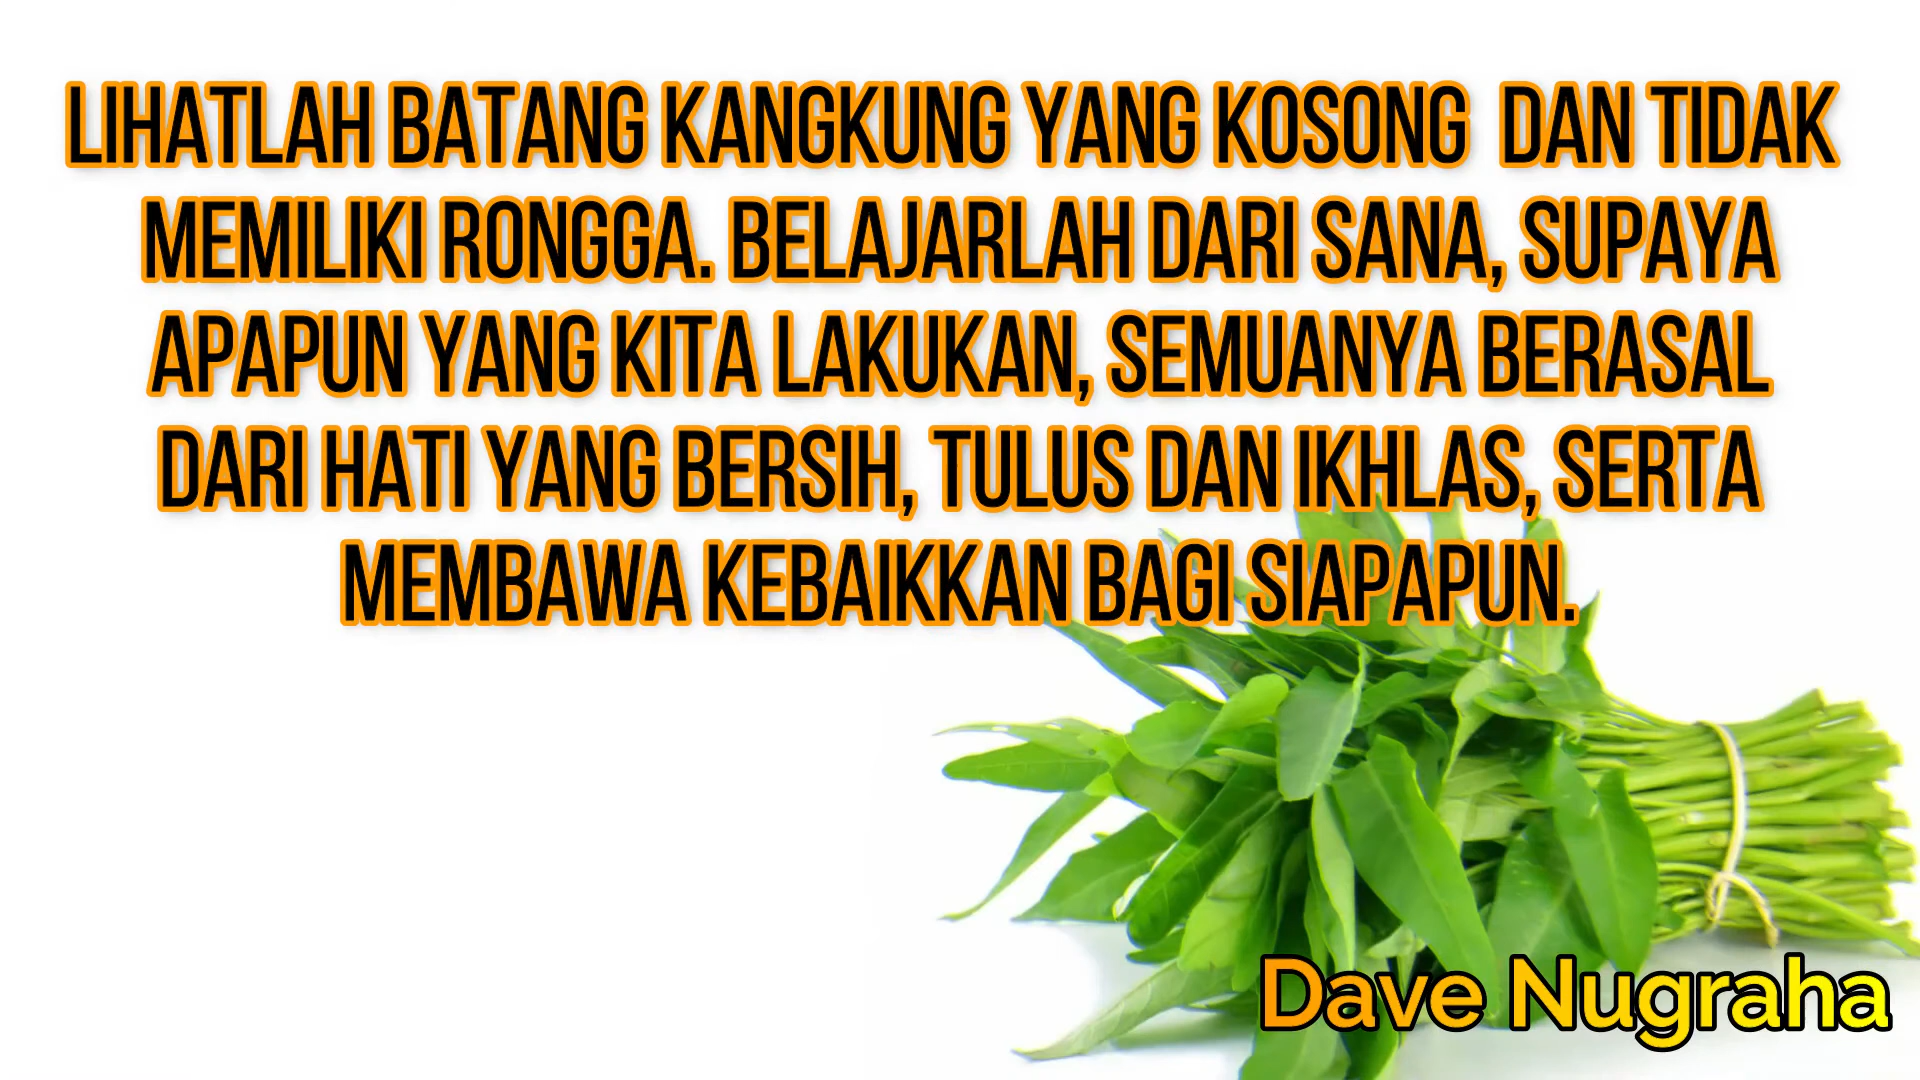 LIHATLAH BATANG KANGKUNG YANG KOSONG DAN TIDAK
MEMILIKI RONGGA. BELAJARLAH DARI SANA, SUPAYA
APAPUN YANG KITA LAKUKAN, SEMUANYA BERASAL
DARI HATI YANG BERSIH, TULUS DAN IKHLAS, SERTA
MEMBAWA KEBAIKKAN BAGI SIAPAPUN.
Dave Nugraha